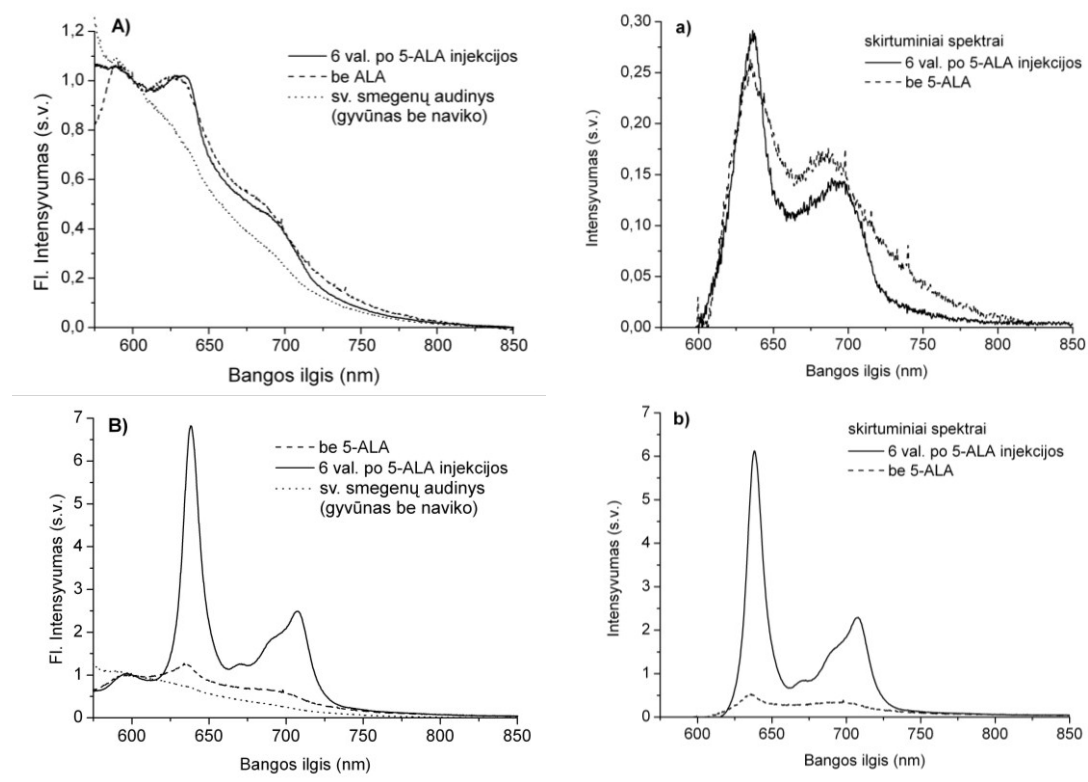 A)
6 val. po 5-ALA injekcijos
be ALA
sv. smegenų audinys
(gyvūnas be naviko)
Fl. Intensyvumas (s.v.)
1,2
1,0
0,8
0,6
0,4
0,2
0,0
600 650 700 750 800 850
Bangos ilgis (nm)
a)
skirtuminiai spektrai
6 val. po 5-ALA injekcijos
be 5-ALA
Intensyvumas (s.v.)
0,30
0,25
0,20
0,15
0,10
0,05
0,00
600 650 700 750 800 850
Bangos ilgis (nm)
B)
be 5-ALA
6 val. po 5-ALA injekcijos
sv. smegenų audinys
(gyvūnas be naviko)
Fl. Intensyvumas (s.v.)
7
6
5
4
3
2
1
0
600 650 700 750 800 850
Bangos ilgis (nm)
b)
skirtuminiai spektrai
6 val. po 5-ALA injekcijos
be 5-ALA
Intensyvumas (s.v.)
7
6
5
4
3
2
1
0
600 650 700 750 800 850
Bangos ilgis (nm)